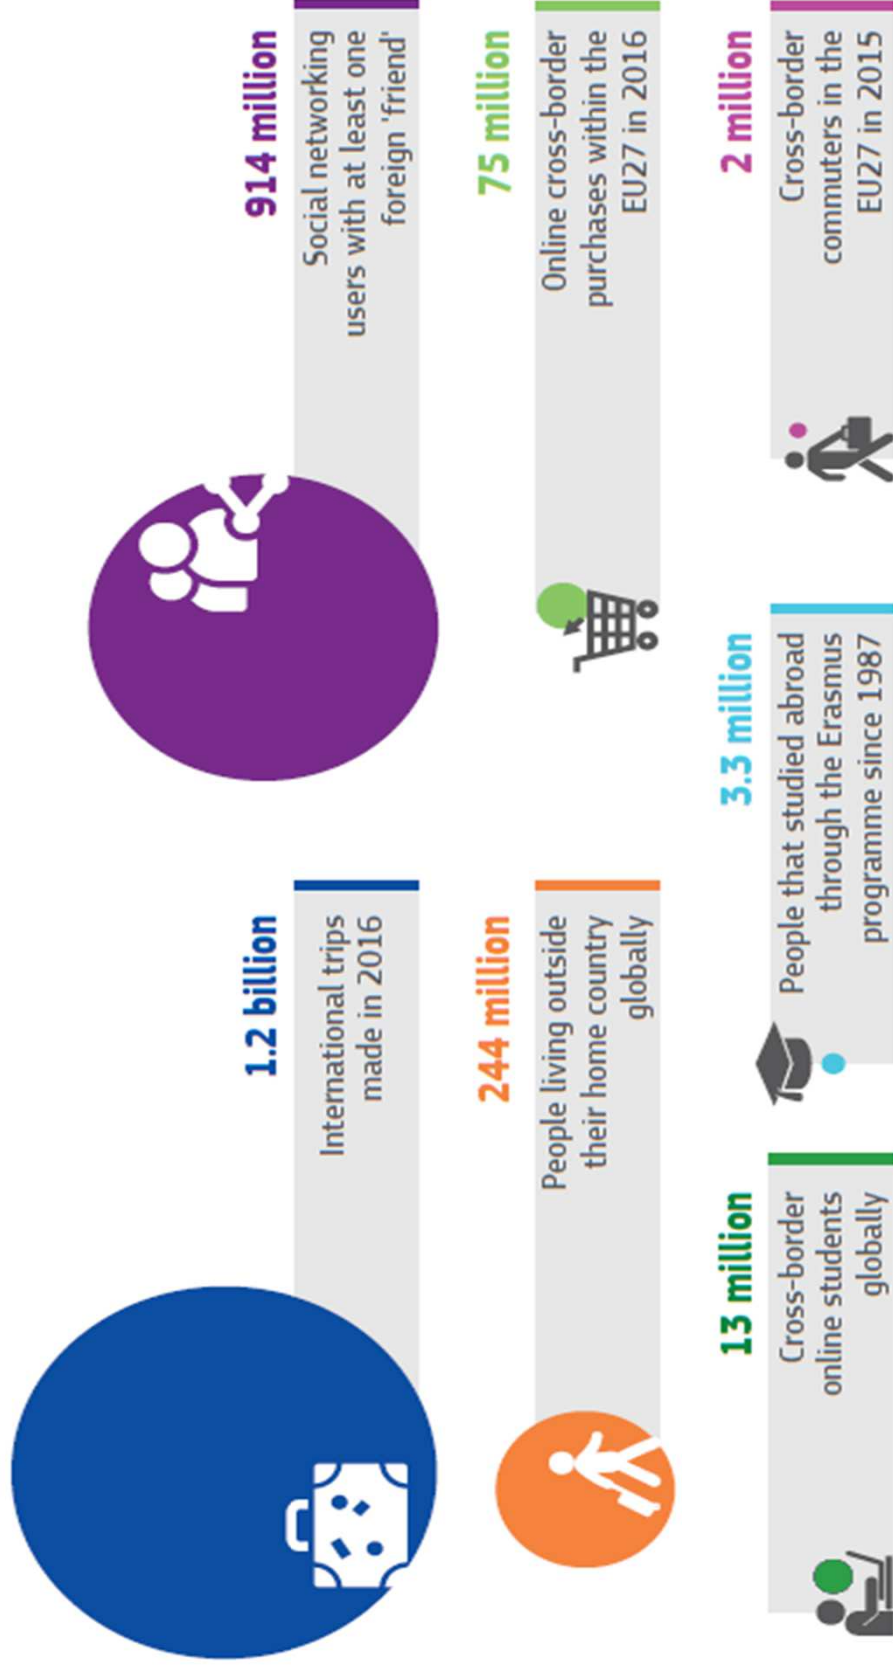 1.2 billion
International trips
made in 2016
914 million
Social networking
users with at least one
foreign 'friend'
244 million
People living outside
their home country
globally
75 million
Online cross-border
purchases within the
EU27 in 2016
13 million
Cross-border
online students
globally
3.3 million
People that studied abroad
through the Erasmus
programme since 1987
2 million
Cross-border
commuters in the
EU27 in 2015